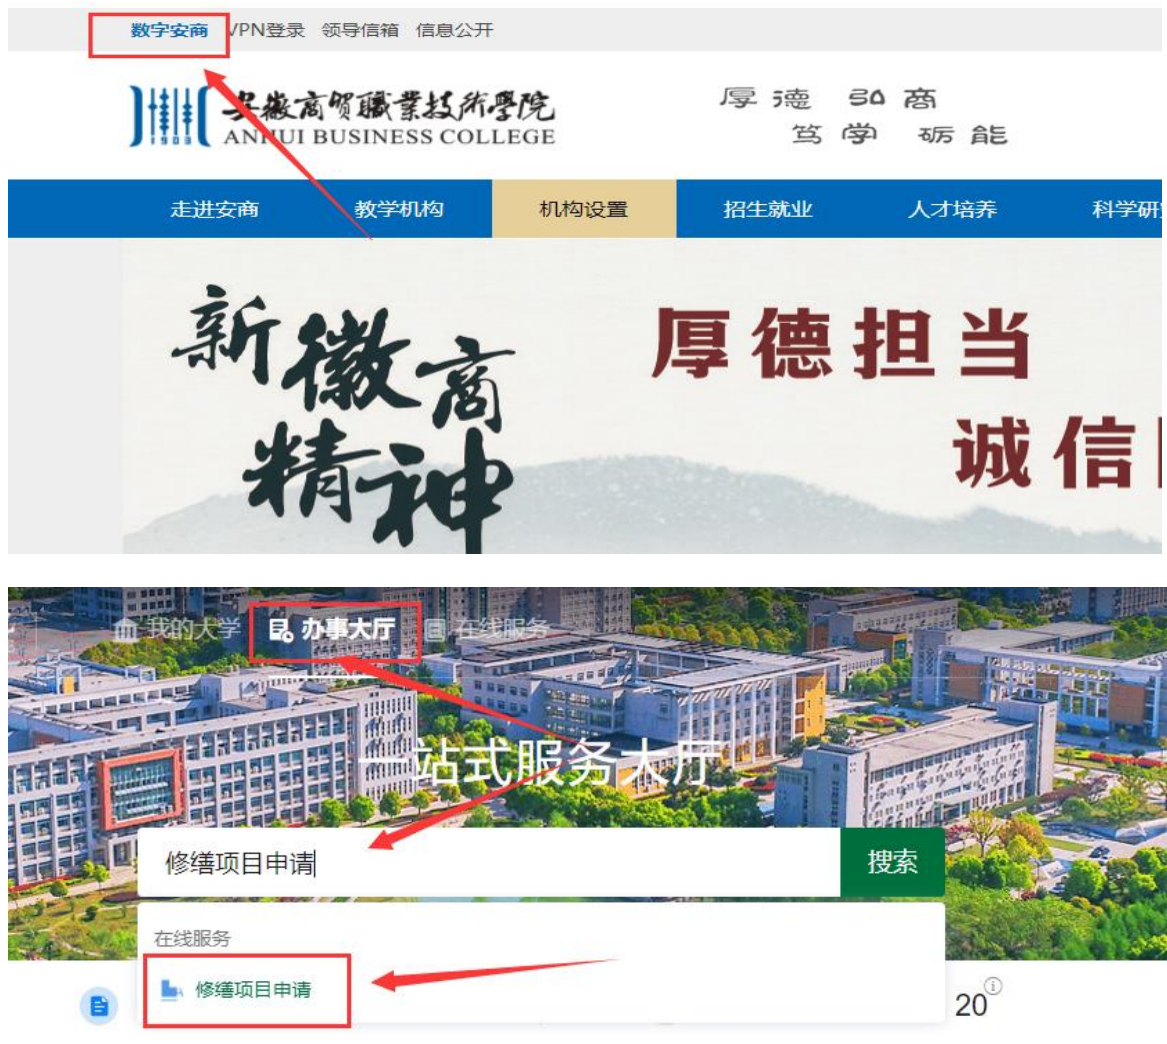 数字安商 VPN登录 领导信箱 信息公开
安徽商贸職業技术學院
ANHUI BUSINESS COLLEGE
1903
厚德 弘商
笃学 砺能
走进安商 教学机构 机构设置 招生就业 人才培养 科学研
新徽商
精神
厚德担当
诚信
我的大学 办事大厅 在线服务
一站式服务大厅
修缮项目申请 搜索
在线服务
修缮项目申请
20